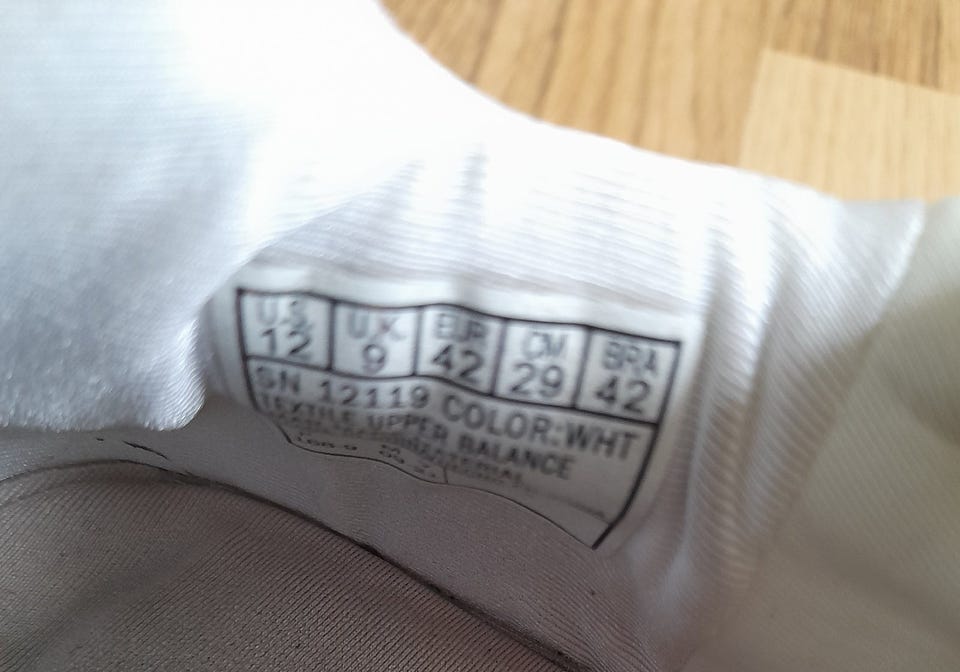 U.S. U.K. EUR CM BRA
12 9 42 29 42
SN 12119 COLOR:WHT
TEXTILE UPPER BALANCE